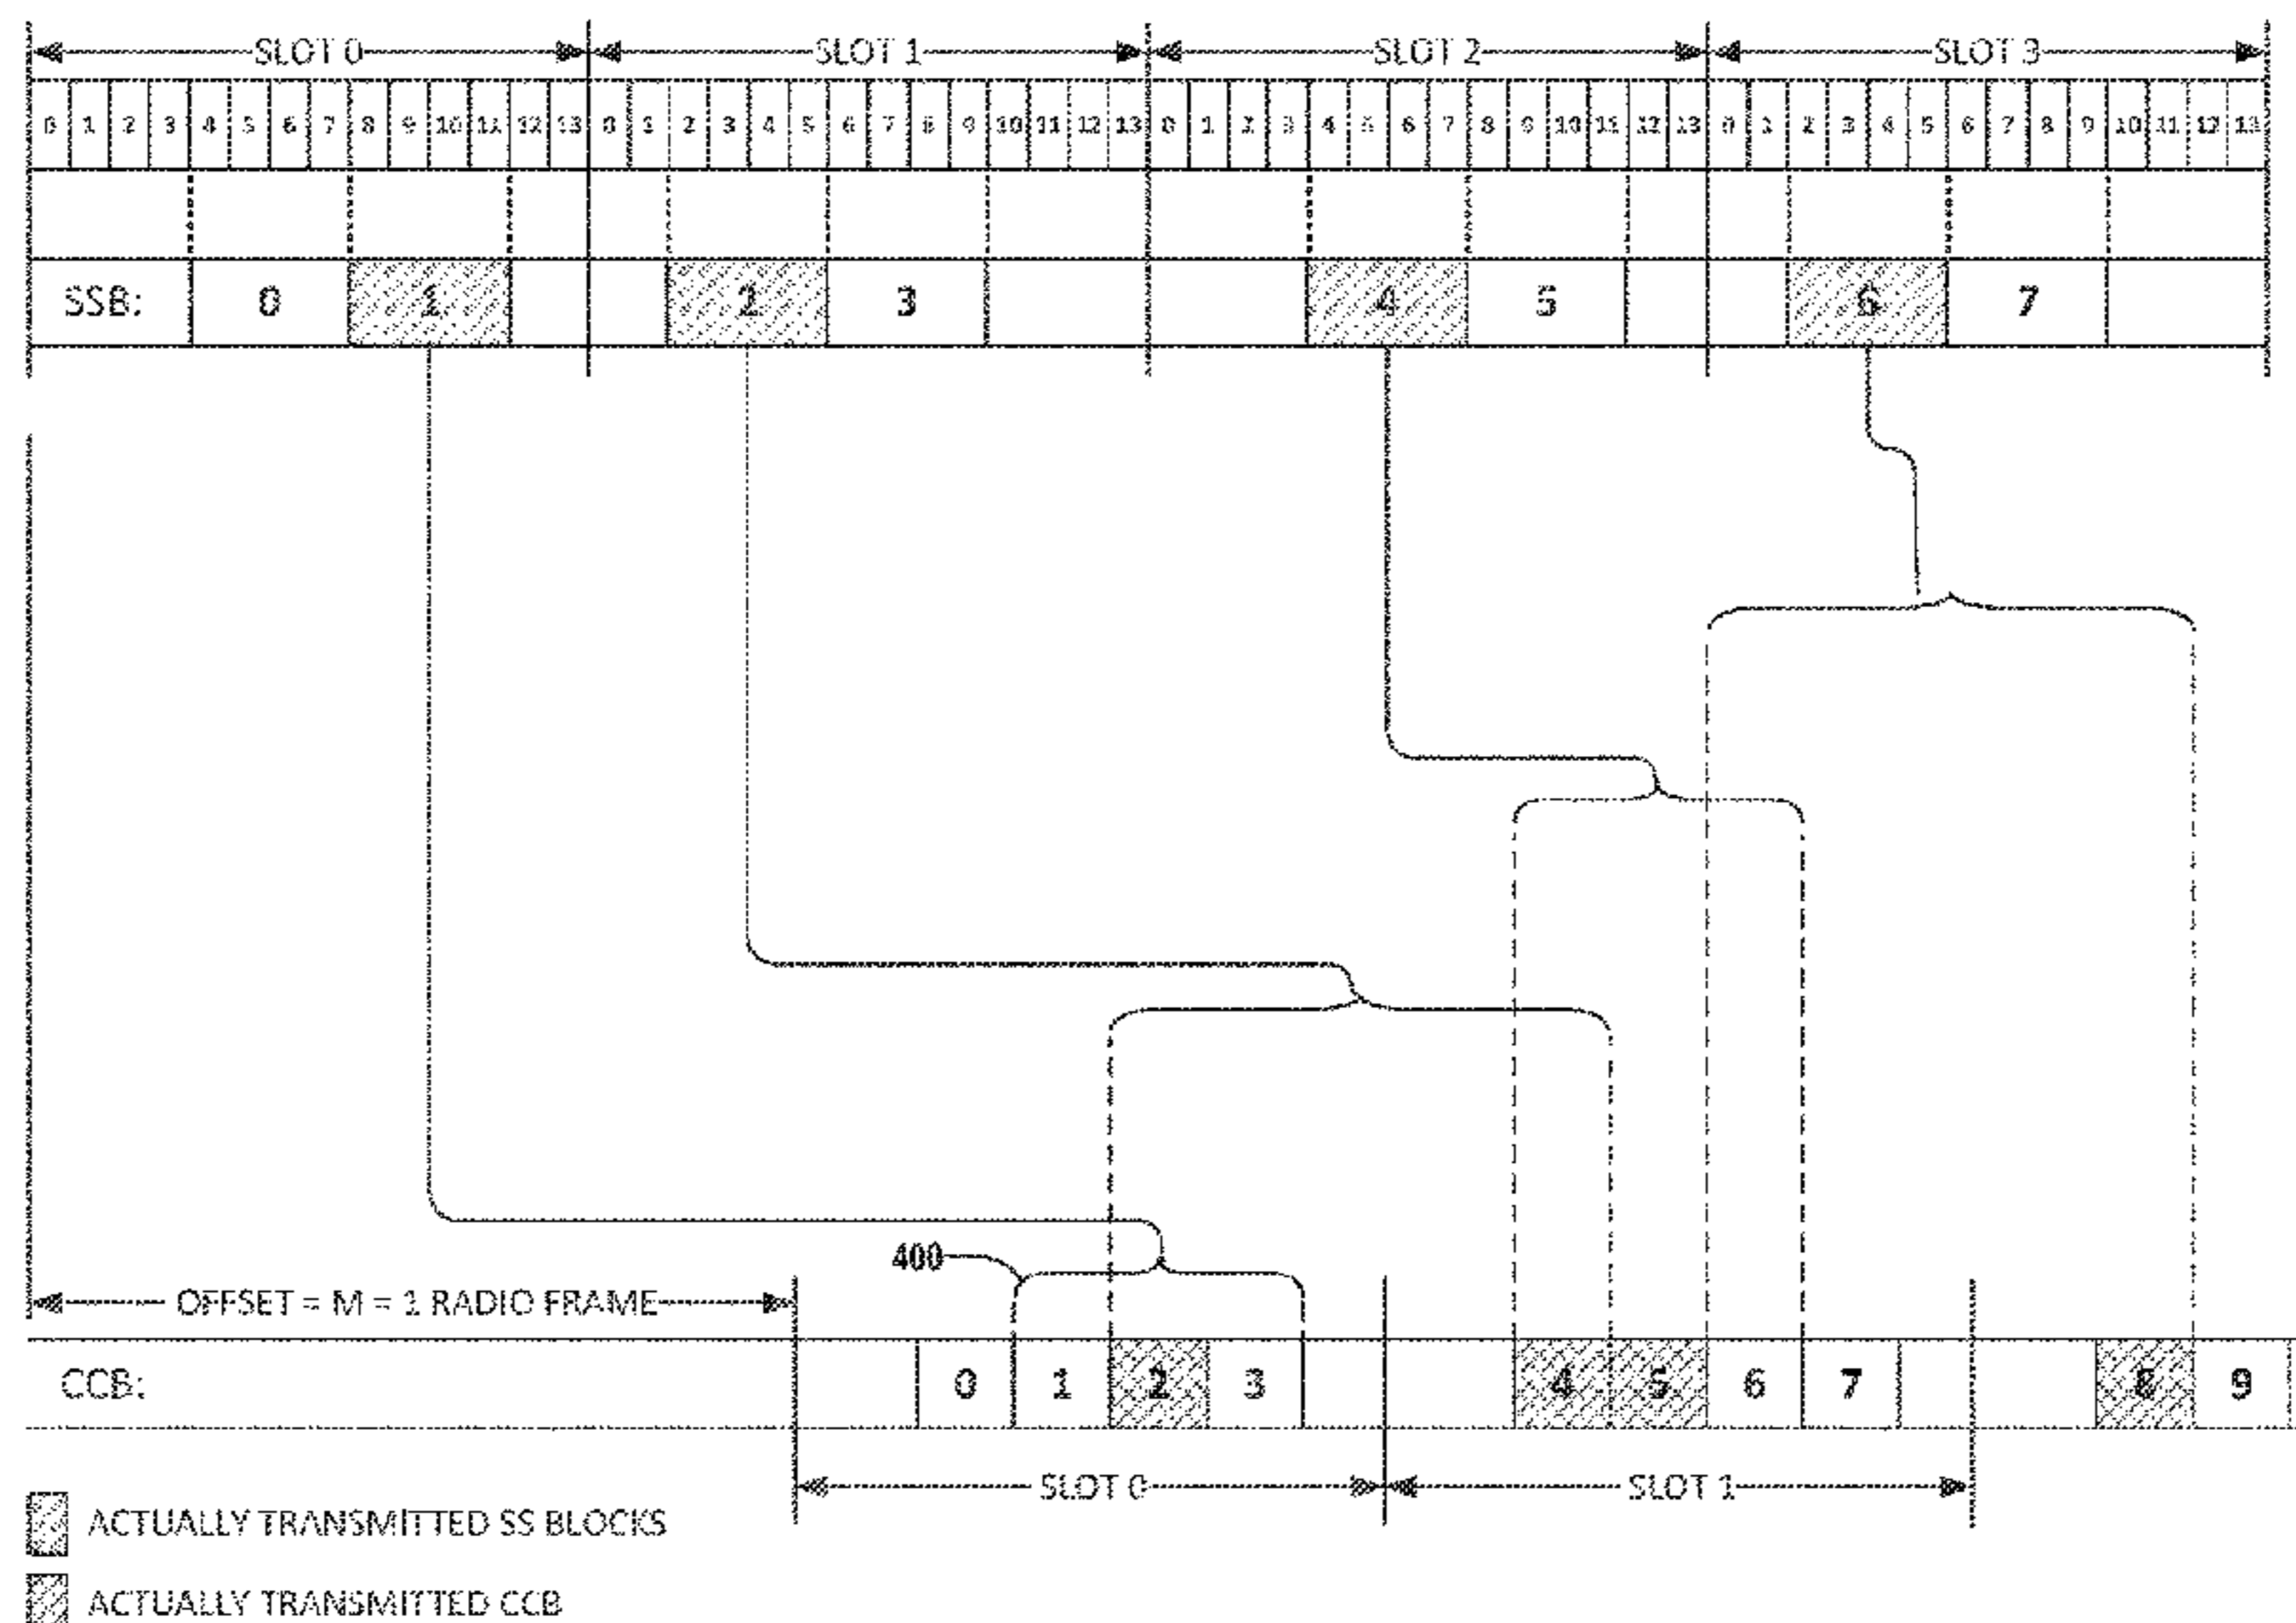 SLOT 0 SLOT 1 SLOT 2 SLOT 3
0 1 2 3 4 5 6 7 8 9 10 11 12 13 0 1 2 3 4 5 6 7 8 9 10 11 12 13 0 1 2 3 4 5 6 7 8 9 10 11 12 13 0 1 2 3 4 5 6 7 8 9 10 11 12 13
SSB: 0 1 2 3 4 5 6 7
400
OFFSET = M = 1 RADIO FRAME
CCB: 0 1 2 3 4 5 6 7 8 9
SLOT 0 SLOT 1
ACTUALLY TRANSMITTED SS BLOCKS
ACTUALLY TRANSMITTED CCB